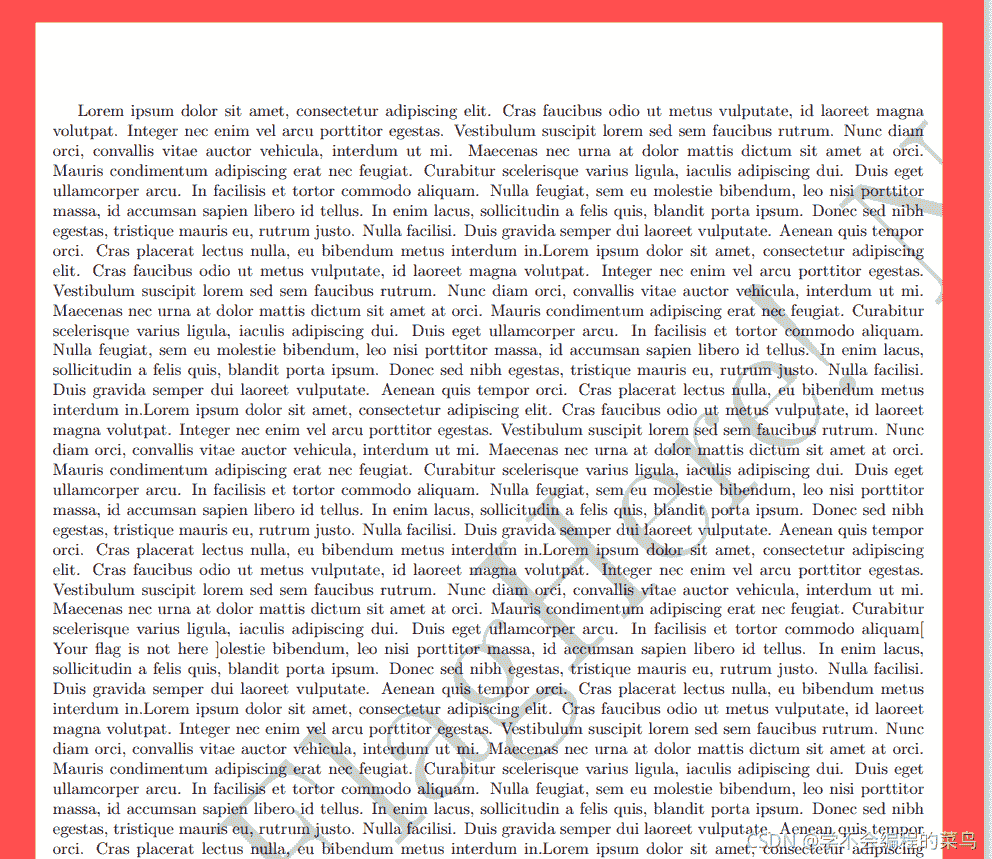 Lorem ipsum dolor sit amet, consectetur adipiscing elit. Cras faucibus odio ut metus vulputate, id laoreet magna
volutpat. Integer nec enim vel arcu porttitor egestas. Vestibulum suscipit lorem sed sem faucibus rutrum. Nunc diam
orci, convallis vitae auctor vehicula, interdum ut mi. Maecenas nec urna at dolor mattis dictum sit amet at orci.
Mauris condimentum adipiscing erat nec feugiat. Curabitur scelerisque varius ligula, iaculis adipiscing dui. Duis eget
ullamcorper arcu. In facilisis et tortor commodo aliquam. Nulla feugiat, sem eu molestie bibendum, leo nisi porttitor
massa, id accumsan sapien libero id tellus. In enim lacus, sollicitudin a felis quis, blandit porta ipsum. Donec sed nibh
egestas, tristique mauris eu, rutrum justo. Nulla facilisi. Duis gravida semper dui laoreet vulputate. Aenean quis tempor
orci. Cras placerat lectus nulla, eu bibendum metus interdum in.Lorem ipsum dolor sit amet, consectetur adipiscing
elit. Cras faucibus odio ut metus vulputate, id laoreet magna volutpat. Integer nec enim vel arcu porttitor egestas.
Vestibulum suscipit lorem sed sem faucibus rutrum. Nunc diam orci, convallis vitae auctor vehicula, interdum ut mi.
Maecenas nec urna at dolor mattis dictum sit amet at orci. Mauris condimentum adipiscing erat nec feugiat. Curabitur
scelerisque varius ligula, iaculis adipiscing dui. Duis eget ullamcorper arcu. In facilisis et tortor commodo aliquam.
Nulla feugiat, sem eu molestie bibendum, leo nisi porttitor massa, id accumsan sapien libero id tellus. In enim lacus,
sollicitudin a felis quis, blandit porta ipsum. Donec sed nibh egestas, tristique mauris eu, rutrum justo. Nulla facilisi.
Duis gravida semper dui laoreet vulputate. Aenean quis tempor orci. Cras placerat lectus nulla, eu bibendum metus
interdum in.Lorem ipsum dolor sit amet, consectetur adipiscing elit. Cras faucibus odio ut metus vulputate, id laoreet
magna volutpat. Integer nec enim vel arcu porttitor egestas. Vestibulum suscipit lorem sed sem faucibus rutrum. Nunc
diam orci, convallis vitae auctor vehicula, interdum ut mi. Maecenas nec urna at dolor mattis dictum sit amet at orci.
Mauris condimentum adipiscing erat nec feugiat. Curabitur scelerisque varius ligula, iaculis adipiscing dui. Duis eget
ullamcorper arcu. In facilisis et tortor commodo aliquam. Nulla feugiat, sem eu molestie bibendum, leo nisi porttitor
massa, id accumsan sapien libero id tellus. In enim lacus, sollicitudin a felis quis, blandit porta ipsum. Donec sed nibh
egestas, tristique mauris eu, rutrum justo. Nulla facilisi. Duis gravida semper dui laoreet vulputate. Aenean quis tempor
orci. Cras placerat lectus nulla, eu bibendum metus interdum in.Lorem ipsum dolor sit amet, consectetur adipiscing
elit. Cras faucibus odio ut metus vulputate, id laoreet magna volutpat. Integer nec enim vel arcu porttitor egestas.
Vestibulum suscipit lorem sed sem faucibus rutrum. Nunc diam orci, convallis vitae auctor vehicula, interdum ut mi.
Maecenas nec urna at dolor mattis dictum sit amet at orci. Mauris condimentum adipiscing erat nec feugiat. Curabitur
scelerisque varius ligula, iaculis adipiscing dui. Duis eget ullamcorper arcu. In facilisis et tortor commodo aliquam[
Your flag is not here ]olestie bibendum, leo nisi porttitor massa, id accumsan sapien libero id tellus. In enim lacus,
sollicitudin a felis quis, blandit porta ipsum. Donec sed nibh egestas, tristique mauris eu, rutrum justo. Nulla facilisi.
Duis gravida semper dui laoreet vulputate. Aenean quis tempor orci. Cras placerat lectus nulla, eu bibendum metus
interdum in.Lorem ipsum dolor sit amet, consectetur adipiscing elit. Cras faucibus odio ut metus vulputate, id laoreet
magna volutpat. Integer nec enim vel arcu porttitor egestas. Vestibulum suscipit lorem sed sem faucibus rutrum. Nunc
diam orci, convallis vitae auctor vehicula, interdum ut mi. Maecenas nec urna at dolor mattis dictum sit amet at orci.
Mauris condimentum adipiscing erat nec feugiat. Curabitur scelerisque varius ligula, iaculis adipiscing dui. Duis eget
ullamcorper arcu. In facilisis et tortor commodo aliquam. Nulla feugiat, sem eu molestie bibendum, leo nisi porttitor
massa, id accumsan sapien libero id tellus. In enim lacus, sollicitudin a felis quis, blandit porta ipsum. Donec sed nibh
egestas, tristique mauris eu, rutrum justo. Nulla facilisi. Duis gravida semper dui laoreet vulputate. Aenean quis tempor
orci. Cras placerat lectus nulla, eu bibendum metus interdum in.Lorem ipsum dolor sit amet, consectetur adipiscing
FlagHere! N
CSDN @学不会编程的菜鸟